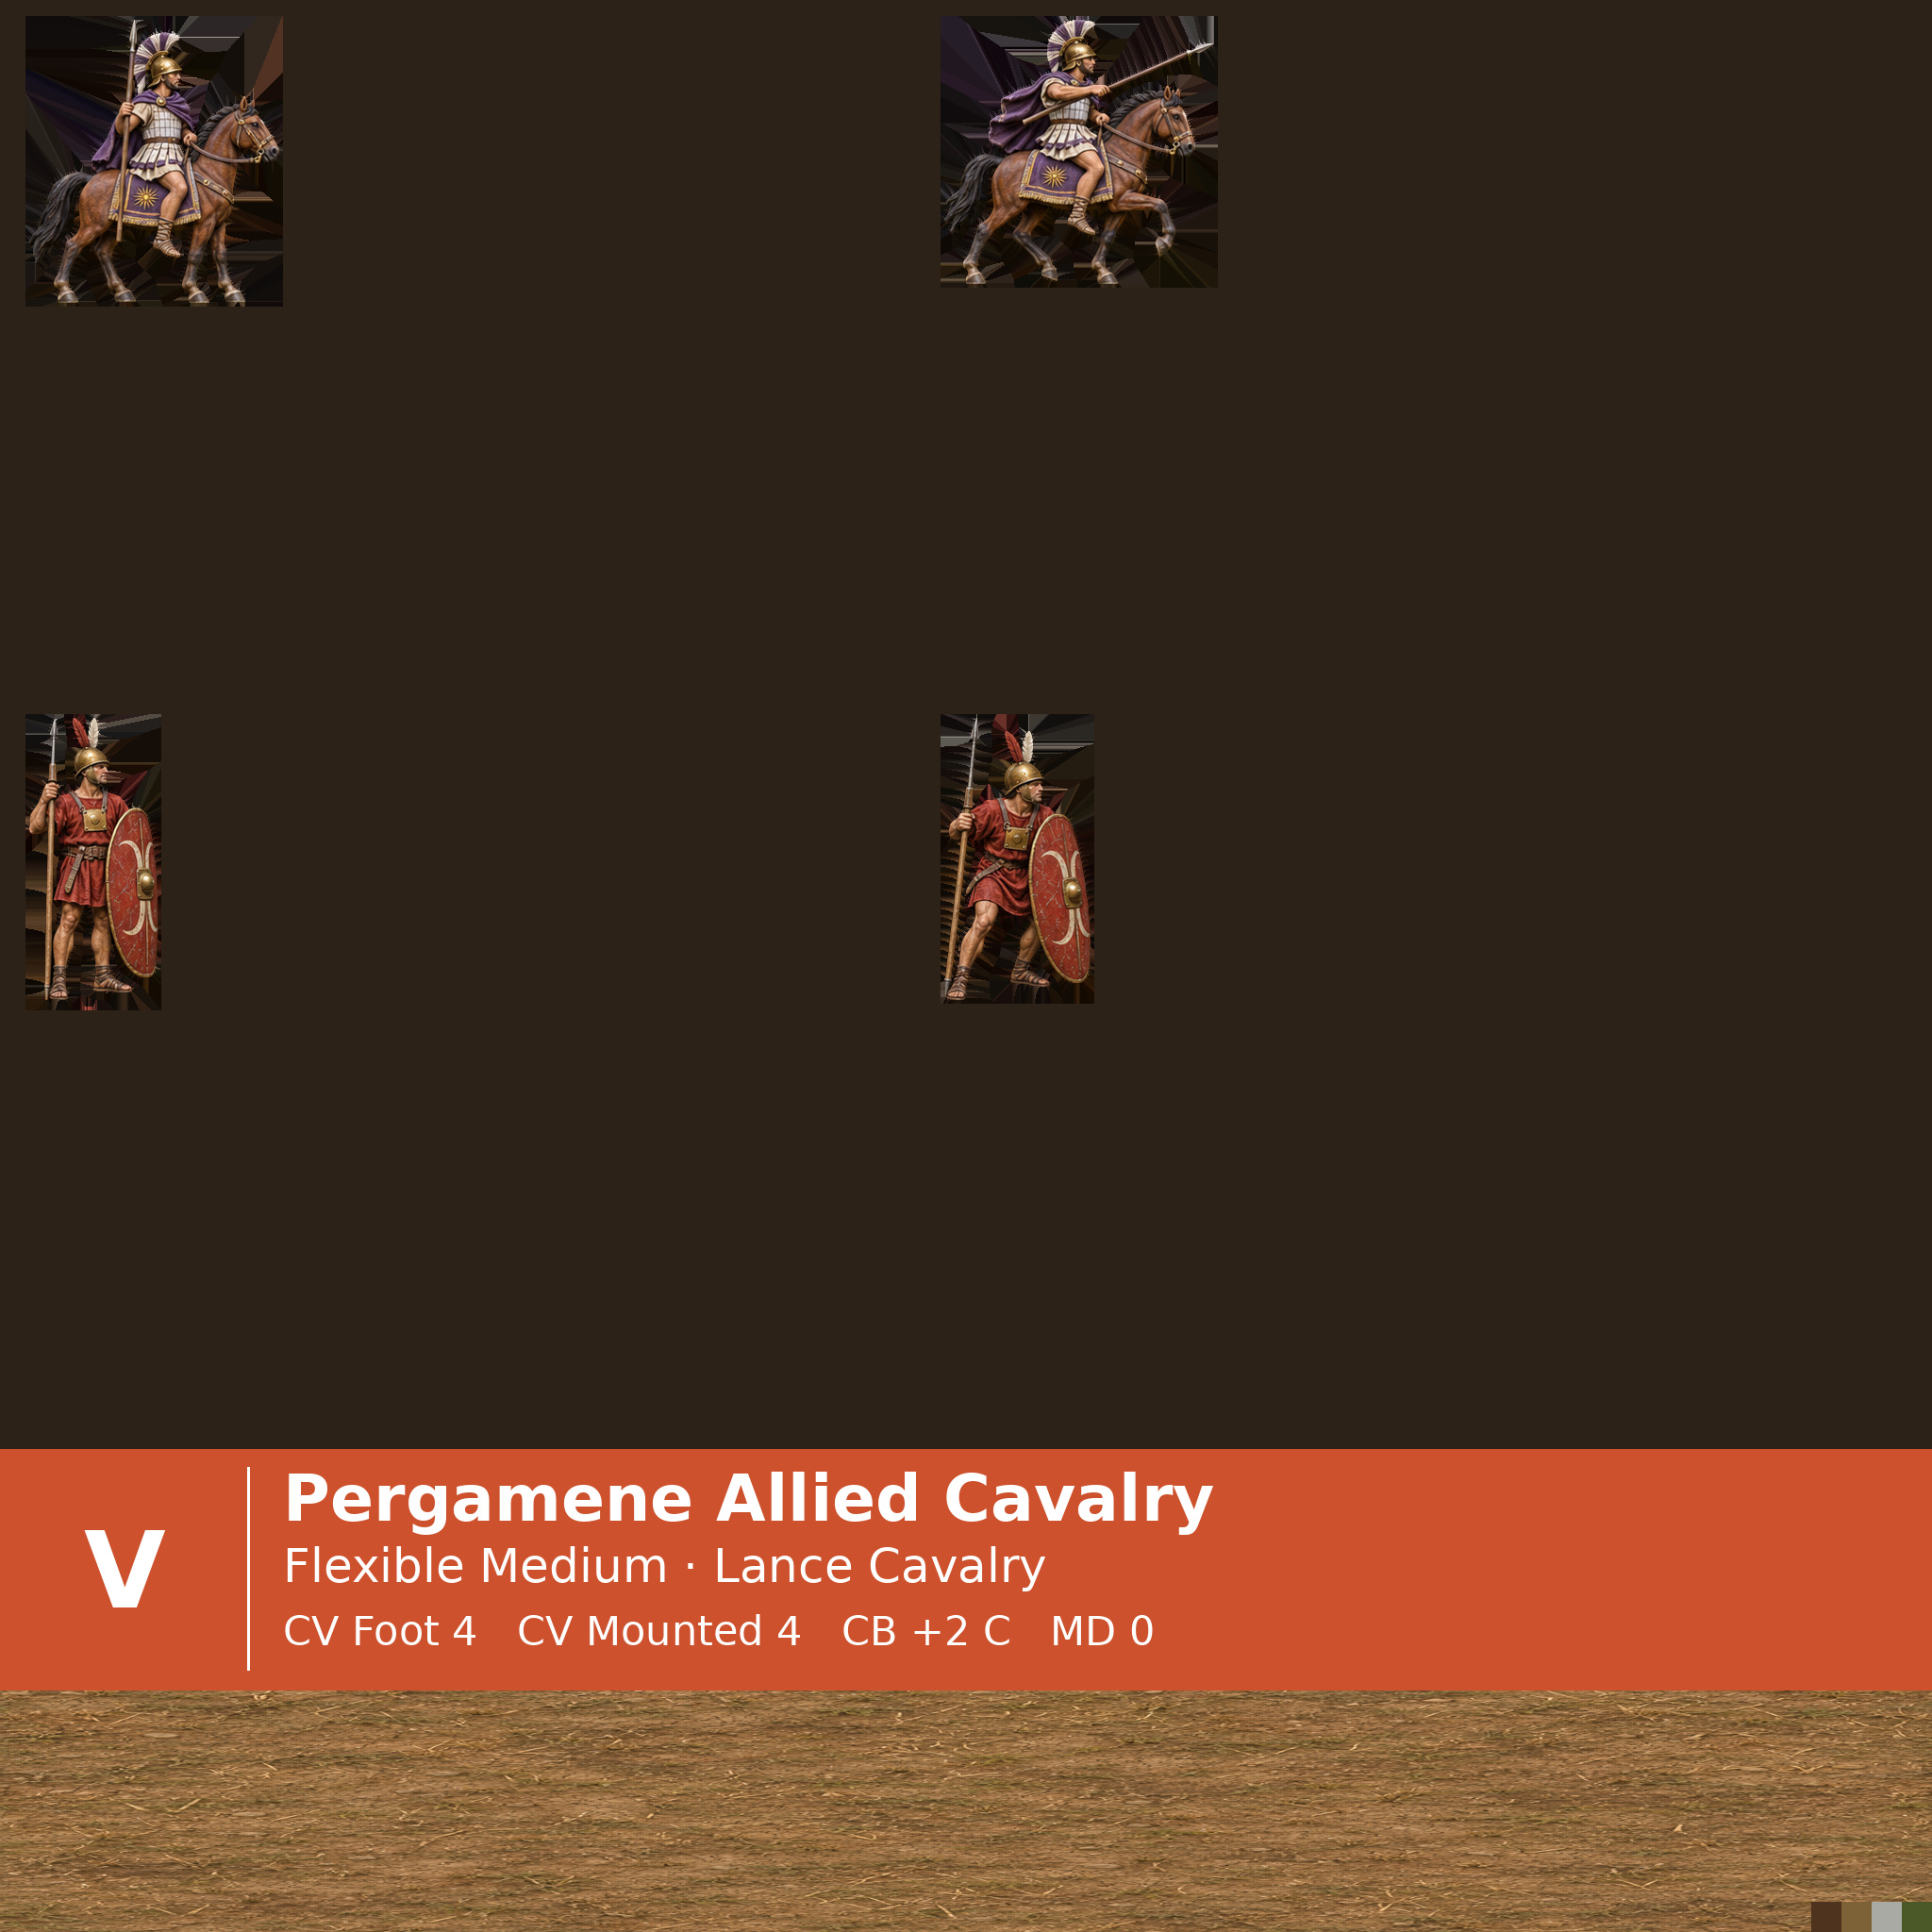 V
Pergamene Allied Cavalry
Flexible Medium · Lance Cavalry
CV Foot 4 CV Mounted 4 CB +2 C MD 0